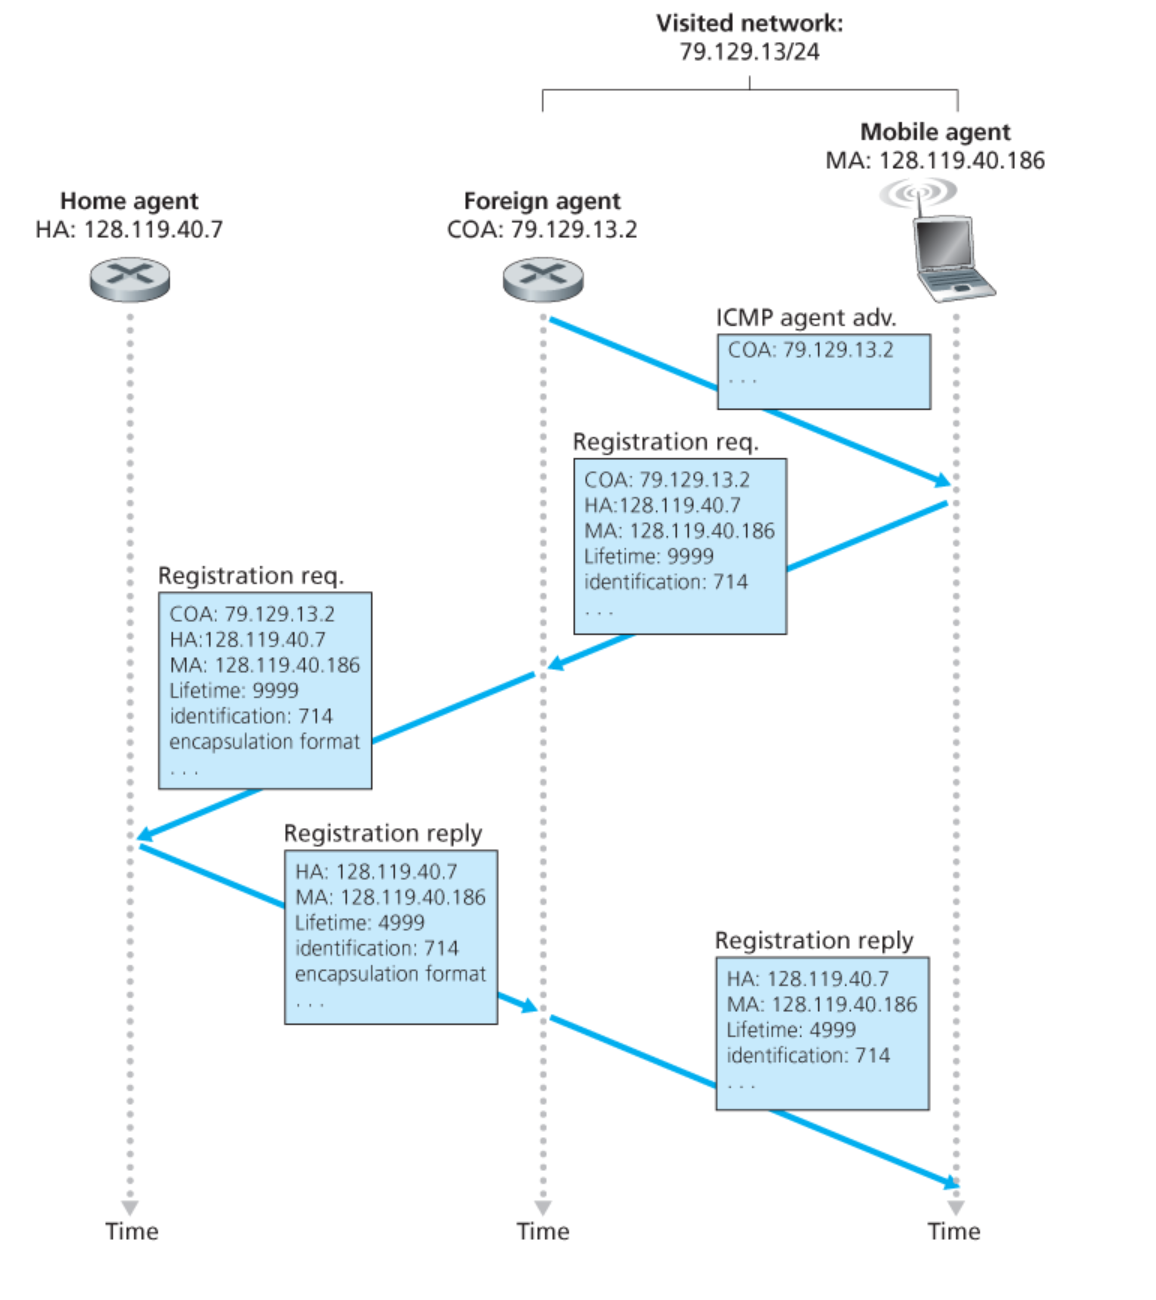 Visited network:
79.129.13/24
Mobile agent
MA: 128.119.40.186
Home agent
HA: 128.119.40.7
Foreign agent
COA: 79.129.13.2
ICMP agent adv.
COA: 79.129.13.2
. . .
Registration req.
COA: 79.129.13.2
HA:128.119.40.7
MA: 128.119.40.186
Lifetime: 9999
identification: 714
. . .
Registration req.
COA: 79.129.13.2
HA:128.119.40.7
MA: 128.119.40.186
Lifetime: 9999
identification: 714
encapsulation format
. . .
Registration reply
HA: 128.119.40.7
MA: 128.119.40.186
Lifetime: 4999
identification: 714
encapsulation format
. . .
Registration reply
HA: 128.119.40.7
MA: 128.119.40.186
Lifetime: 4999
identification: 714
. . .
Time
Time
Time